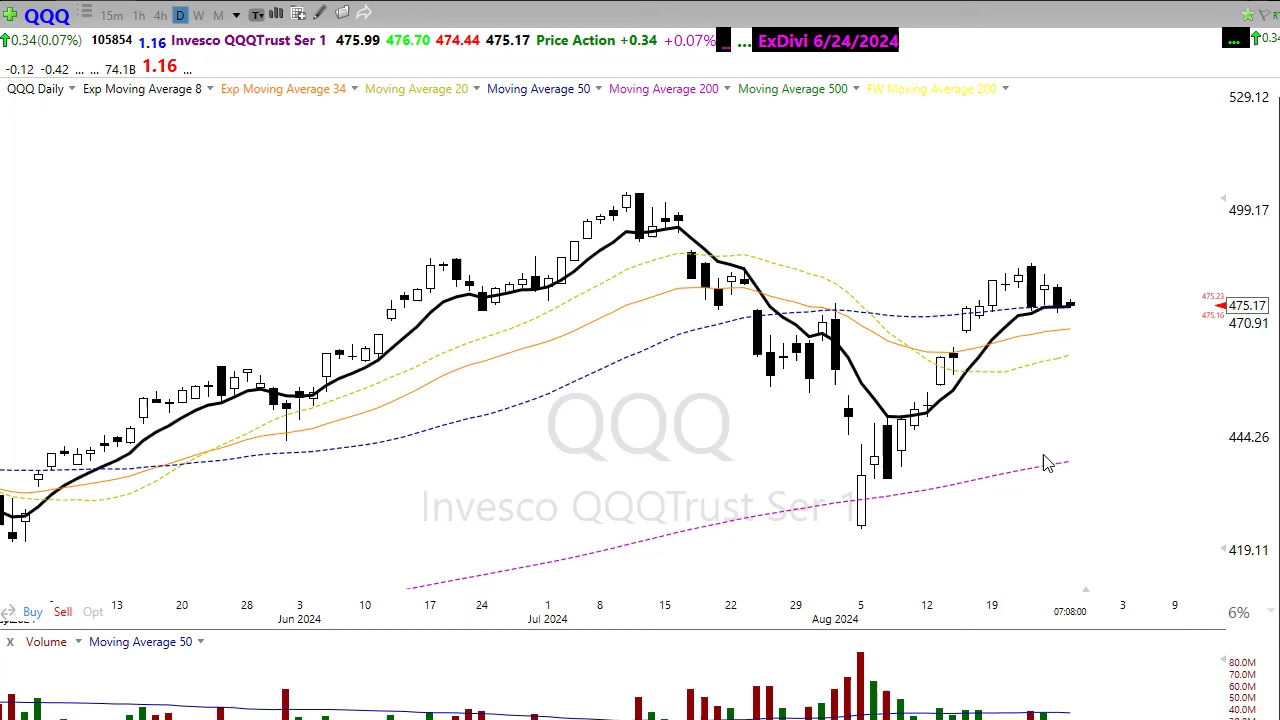 QQQ 15m 1h 4h D W M T
0.34(0.07%) 105854 1.16 Invesco QQQTrust Ser 1 475.99 476.70 474.44 475.17 Price Action +0.34 +0.07% ... ... ExDivi 6/24/2024 ... 0.34
-0.12 -0.42 ... ... 74.1B 1.16 ...
QQQ Daily Exp Moving Average 8 Exp Moving Average 34 Moving Average 20 Moving Average 50 Moving Average 200 Moving Average 500 FW Moving Average 200
529.12
499.17
475.23
475.17
475.16
470.91
QQQ
444.26
Invesco QQQTrust Ser 1
419.11
13 20 28 3 10 17 24 1 8 15 22 29 5 12 19 07:08:00 3 9
Buy Sell Opt 6%
Jun 2024 Jul 2024 Aug 2024
X Volume Moving Average 50
80.0M
70.0M
60.0M
50.0M
40.0M